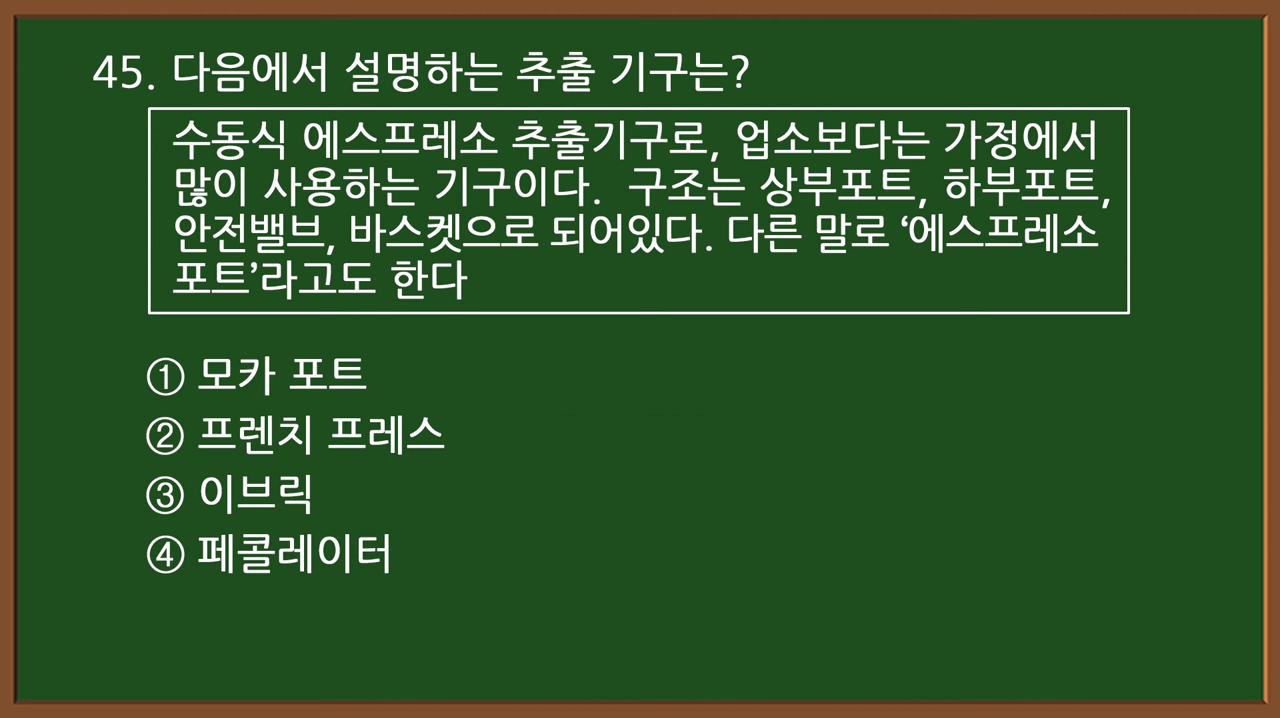 45. 다음에서 설명하는 추출 기구는?
수동식 에스프레소 추출기구로, 업소보다는 가정에서
많이 사용하는 기구이다. 구조는 상부포트, 하부포트,
안전밸브, 바스켓으로 되어있다. 다른 말로 ‘에스프레소
포트’라고도 한다
① 모카 포트
② 프렌치 프레스
③ 이브릭
④ 페콜레이터